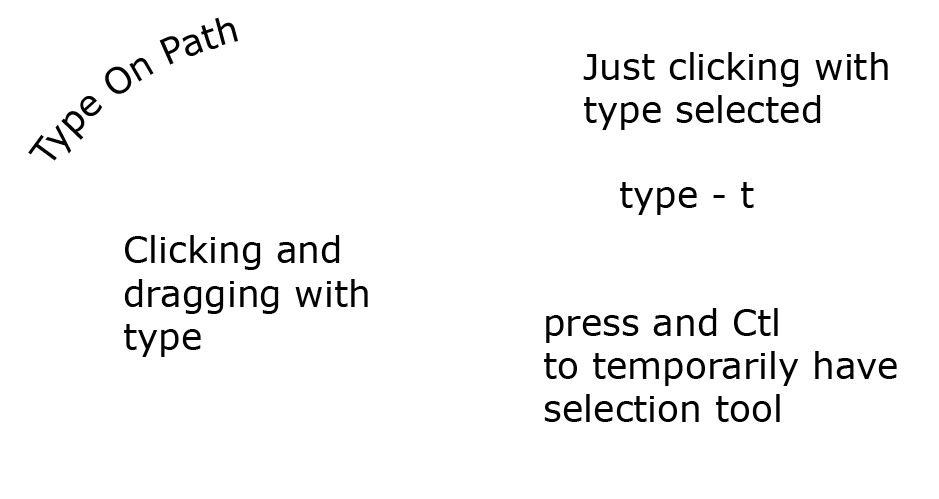 Type On Path
Just clicking with
type selected
type - t
Clicking and
dragging with
type
press and Ctl
to temporarily have
selection tool